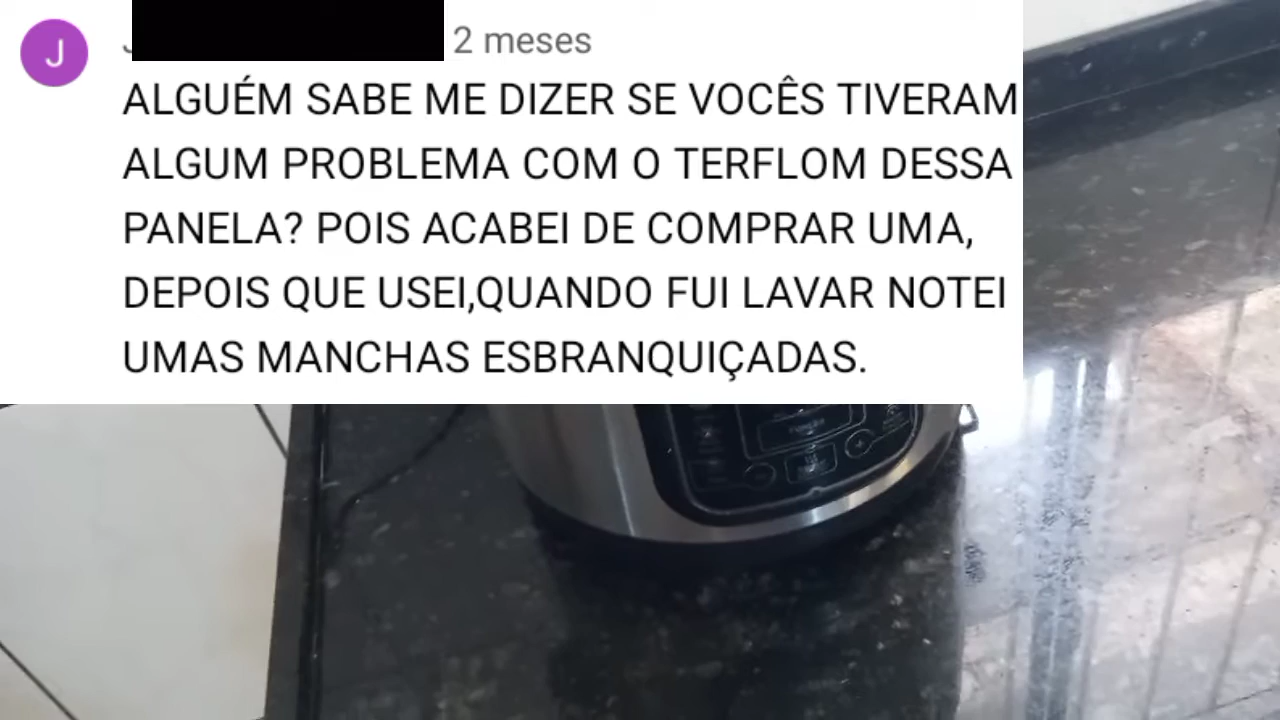 J
2 meses
ALGUÉM SABE ME DIZER SE VOCÊS TIVERAM
ALGUM PROBLEMA COM O TERFLOM DESSA
PANELA? POIS ACABEI DE COMPRAR UMA,
DEPOIS QUE USEI,QUANDO FUI LAVAR NOTEI
UMAS MANCHAS ESBRANQUIÇADAS.